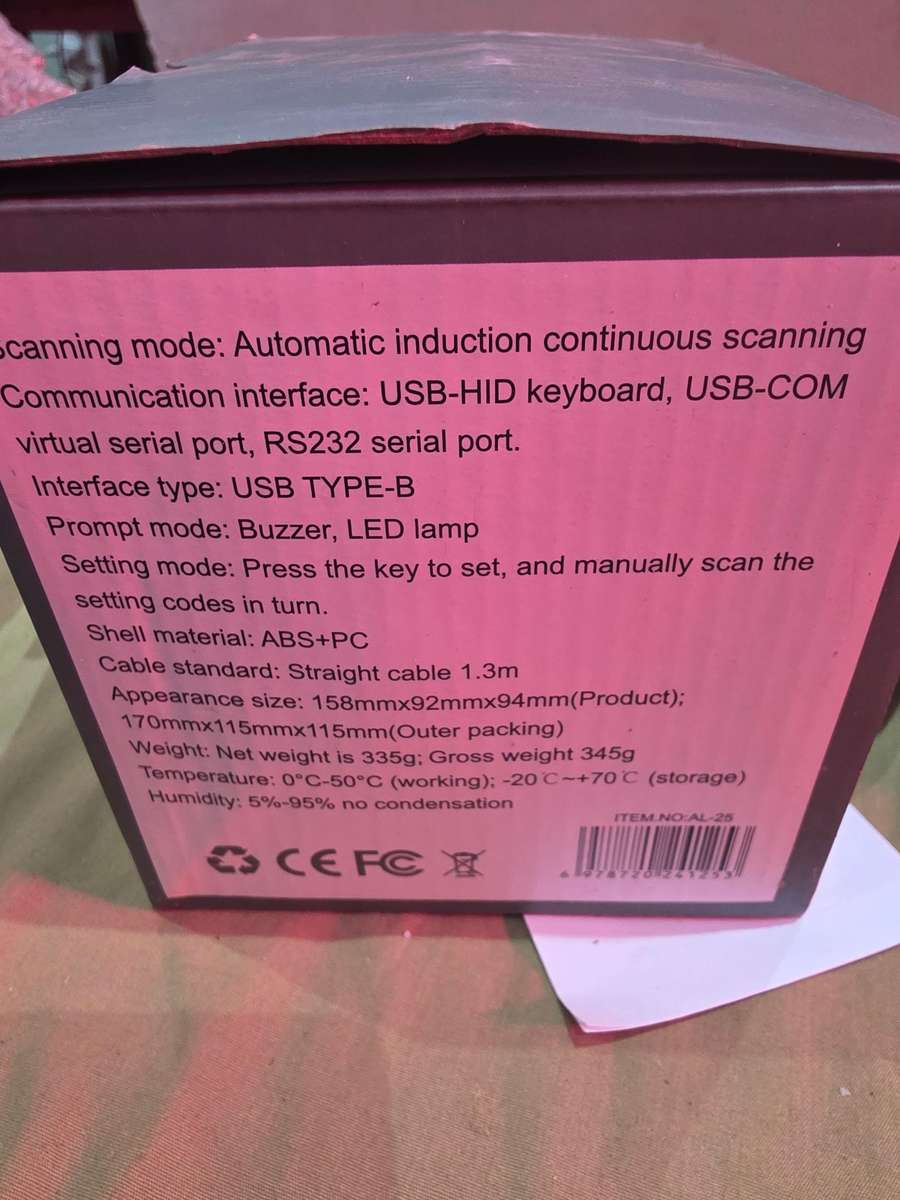 Scanning mode: Automatic induction continuous scanning
Communication interface: USB-HID keyboard, USB-COM
virtual serial port, RS232 serial port.
Interface type: USB TYPE-B
Prompt mode: Buzzer, LED lamp
Setting mode: Press the key to set, and manually scan the
setting codes in turn.
Shell material: ABS+PC
Cable standard: Straight cable 1.3m
Appearance size: 158mmx92mmx94mm(Product);
170mmx115mmx115mm(Outer packing)
Weight: Net weight is 335g; Gross weight 345g
Temperature: 0°C-50°C (working); -20℃~+70℃ (storage)
Humidity: 5%-95% no condensation
ITEM.NO:AL-25
CE FC
6 978720 241253